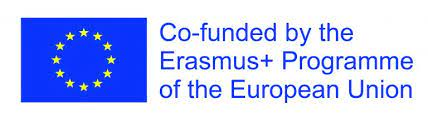 Co-funded by the
Erasmus+ Programme
of the European Union